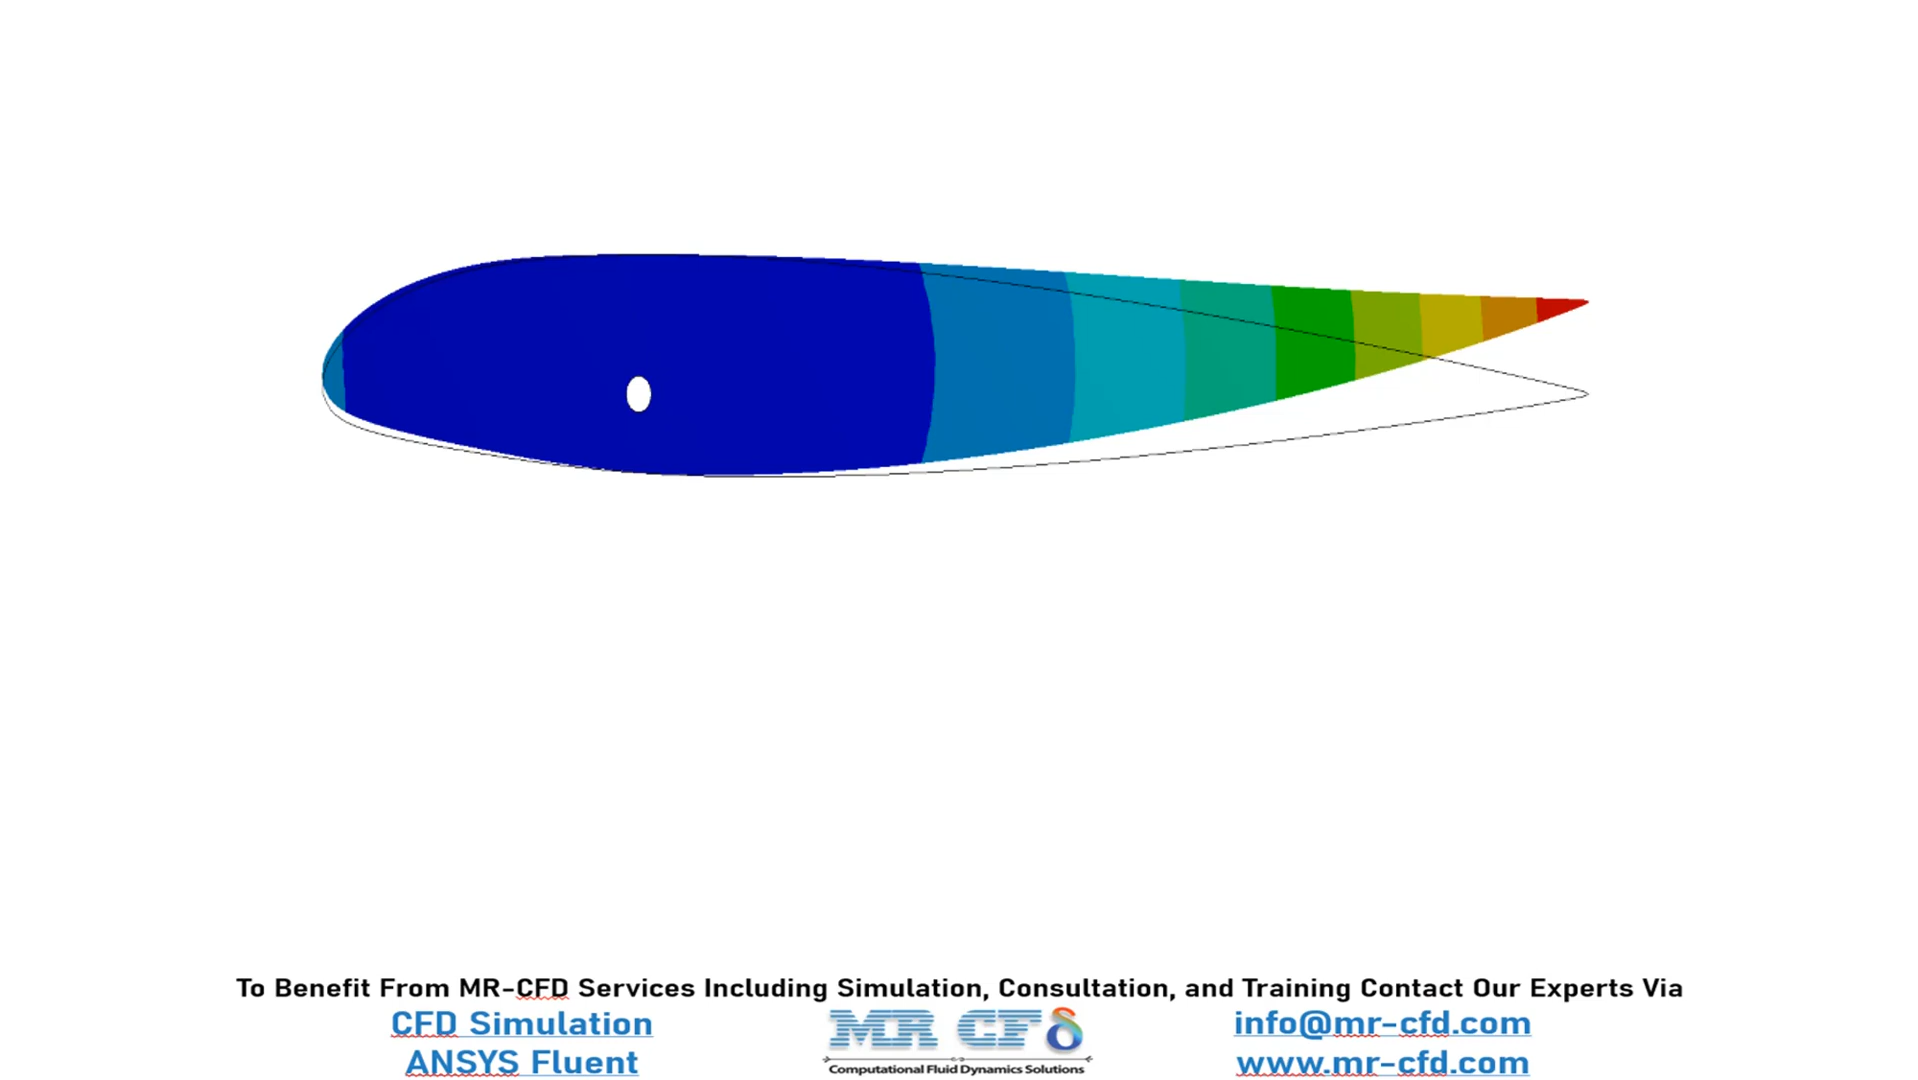 To Benefit From MR-CFD Services Including Simulation, Consultation, and Training Contact Our Experts Via
CFD Simulation
ANSYS Fluent
MR CFδ
Computational Fluid Dynamics Solutions
info@mr-cfd.com
www.mr-cfd.com